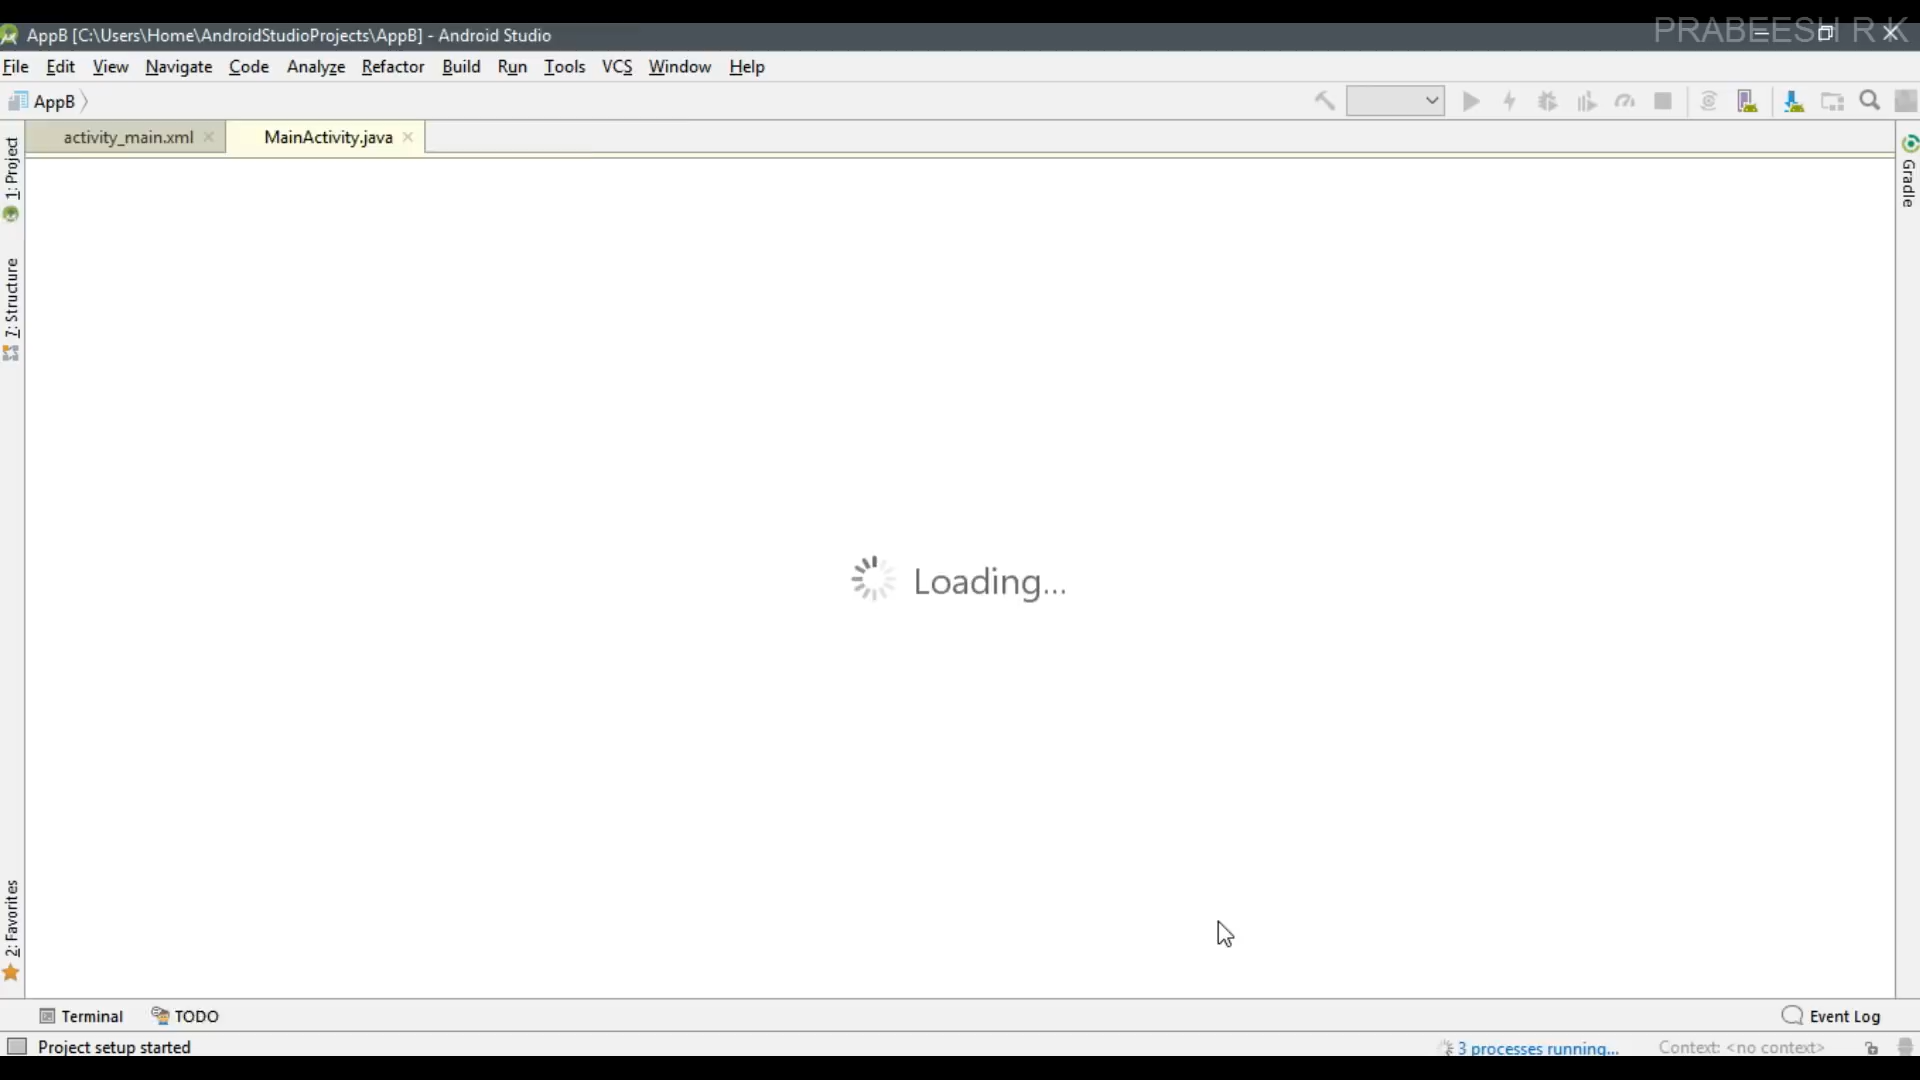 PRABEESH R K
AppB [C:\Users\Home\AndroidStudioProjects\AppB] - Android Studio
File Edit View Navigate Code Analyze Refactor Build Run Tools VCS Window Help
AppB
activity_main.xml MainActivity.java
1: Project
7: Structure
2: Favorites
Gradle
Loading...
Terminal TODO Event Log
Project setup started 3 processes running... Context: <no context>